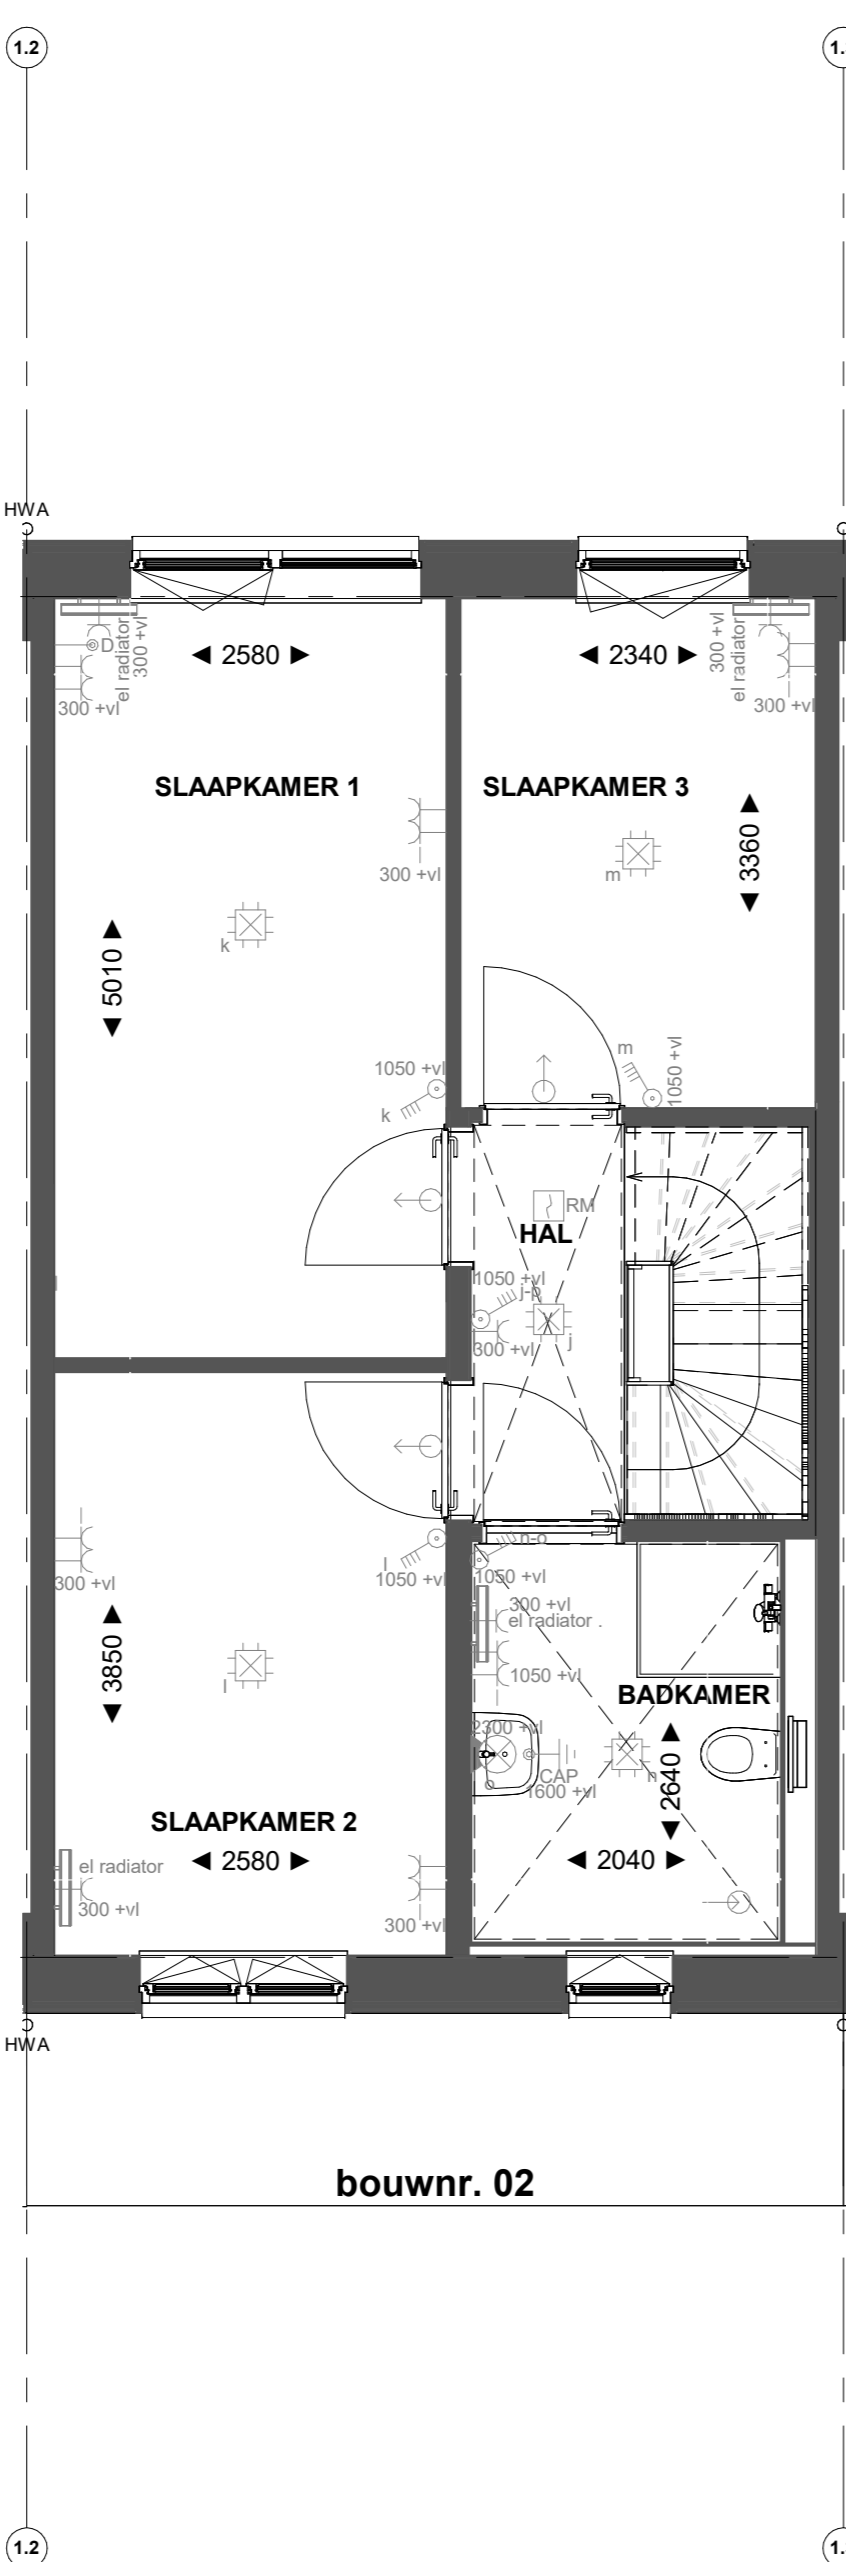 1.2
1.
HWA
D
el radiator
300 +vl
300 +vl
2580
2340
300 +vl
el radiator
300 +vl
SLAAPKAMER 1
SLAAPKAMER 3
3360
300 +vl
m
k
5010
m
1050 +vl
1050 +vl
k
RM
HAL
1050 +vl
j-p
300 +vl
j
n-o
l
1050 +vl
1050 +vl
300 +vl
300 +vl
el radiator .
3850
1050 +vl
l
BADKAMER
2300 +vl
CAP
n
1600 +vl
2640
SLAAPKAMER 2
el radiator
2580
2040
300 +vl
300 +vl
HWA
bouwnr. 02
1.2
1.